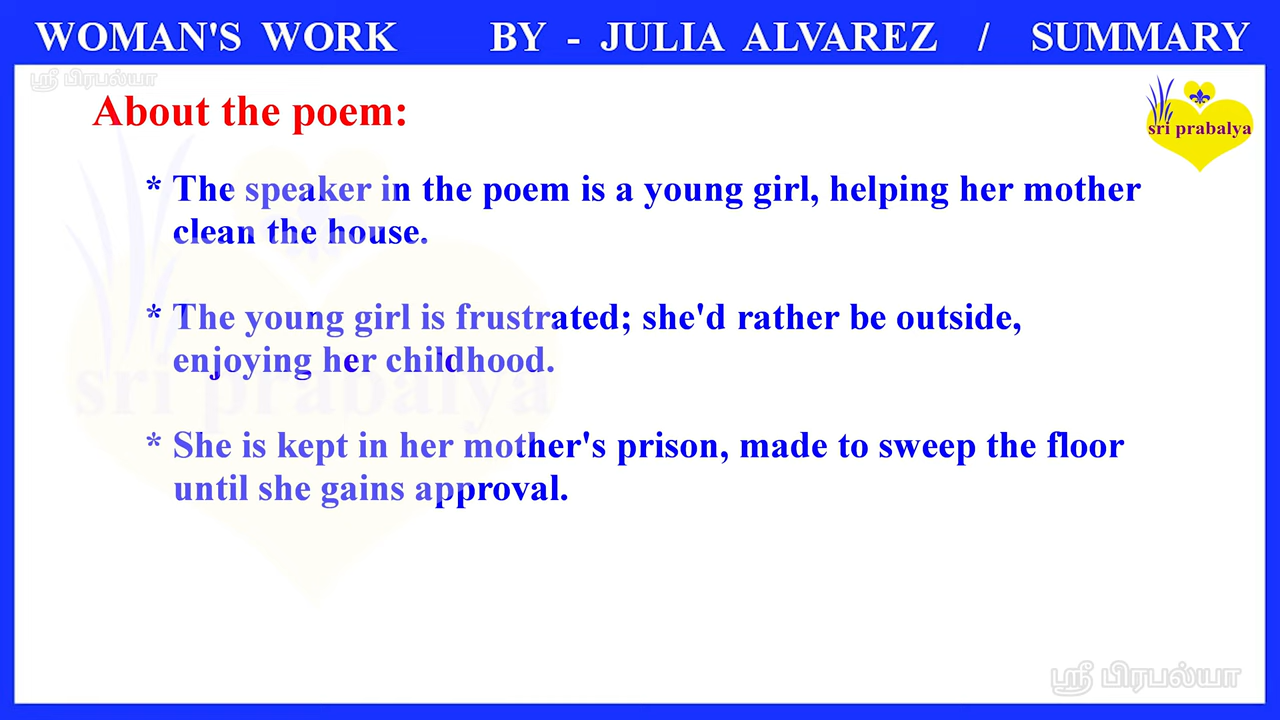 WOMAN'S WORK BY - JULIA ALVAREZ / SUMMARY
ஸ்ரீ பிரபல்யா
About the poem:
sri prabalya
* The speaker in the poem is a young girl, helping her mother
clean the house.
* The young girl is frustrated; she'd rather be outside,
enjoying her childhood.
sri prabalya
* She is kept in her mother's prison, made to sweep the floor
until she gains approval.
ஸ்ரீ பிரபல்யா